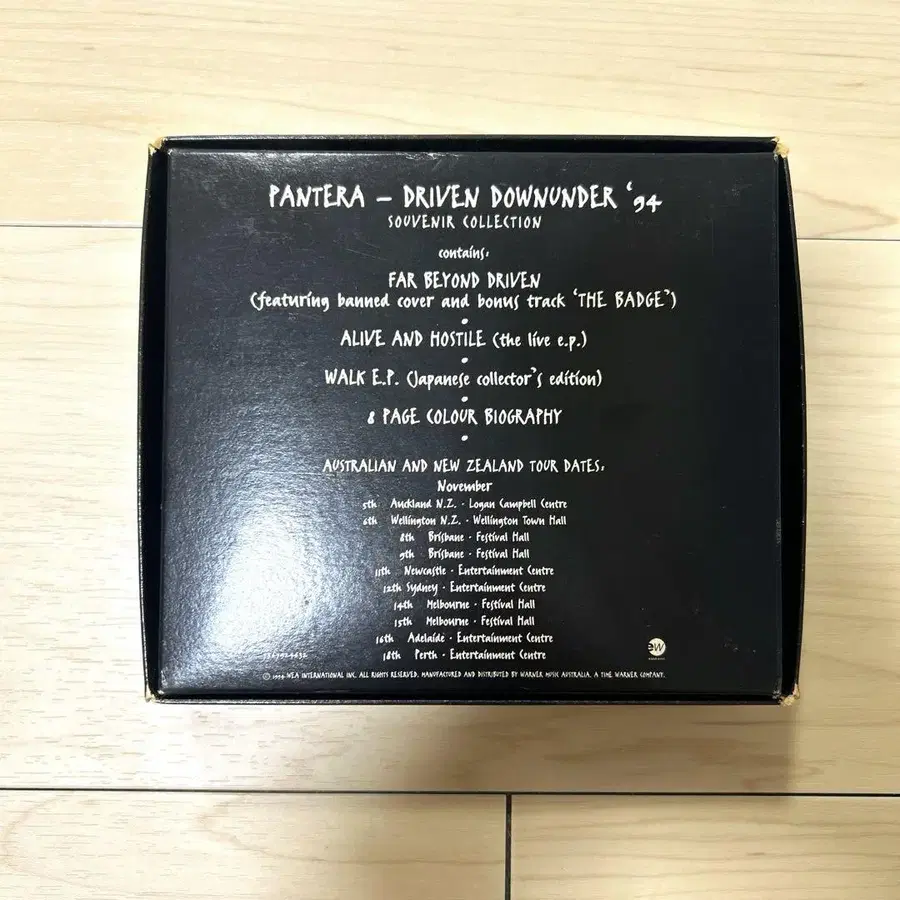 PANTERA – DRIVEN DOWNUNDER ‘94
SOUVENIR COLLECTION
contains:
FAR BEYOND DRIVEN
(featuring banned cover and bonus track ‘THE BADGE’)
•
ALIVE AND HOSTILE (the live e.p.)
•
WALK E.P. (Japanese collector’s edition)
•
8 PAGE COLOUR BIOGRAPHY
•
AUSTRALIAN AND NEW ZEALAND TOUR DATES:
November
5th Auckland N.Z. · Logan Campbell Centre
6th Wellington N.Z. · Wellington Town Hall
8th Brisbane · Festival Hall
9th Brisbane · Festival Hall
11th Newcastle · Entertainment Centre
12th Sydney · Entertainment Centre
14th Melbourne · Festival Hall
15th Melbourne · Festival Hall
16th Adelaide · Entertainment Centre
18th Perth · Entertainment Centre
ew
© 1994 WEA INTERNATIONAL INC. ALL RIGHTS RESERVED. MANUFACTURED AND DISTRIBUTED BY WARNER MUSIC AUSTRALIA. A TIME WARNER COMPANY.